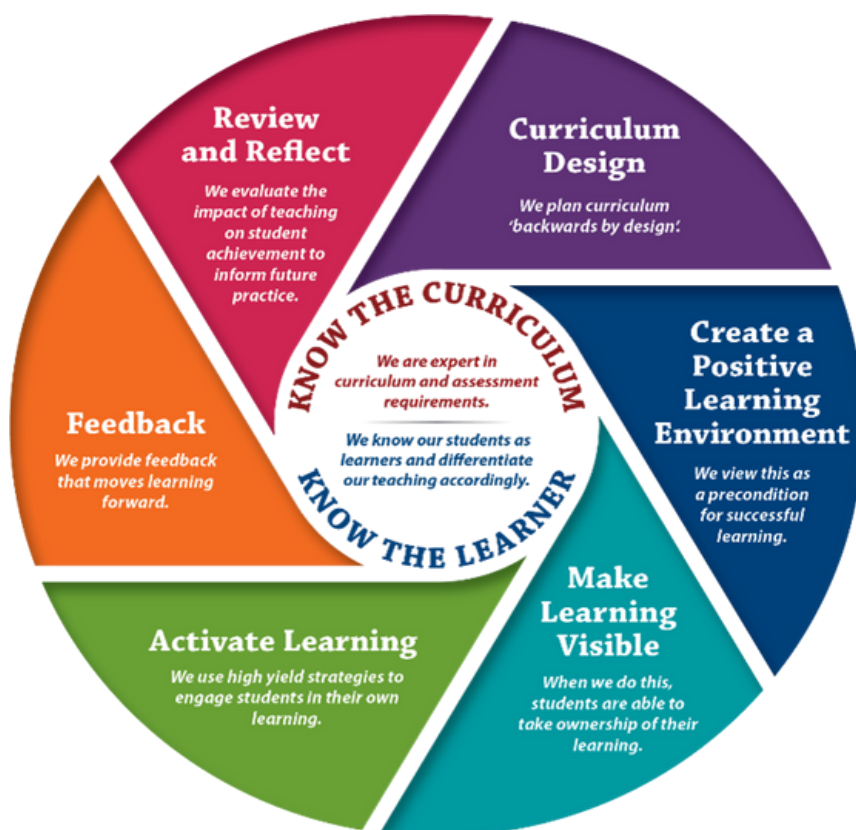 Review
and Reflect
We evaluate the
impact of teaching
on student
achievement to
inform future
practice.
Curriculum
Design
We plan curriculum
‘backwards by design’.
Create a
Positive
Learning
Environment
We view this as
a precondition
for successful
learning.
Make
Learning
Visible
When we do this,
students are able to
take ownership of their
learning.
Activate Learning
We use high yield strategies to
engage students in their own
learning.
Feedback
We provide feedback
that moves learning
forward.
KNOW THE CURRICULUM
We are expert in
curriculum and assessment
requirements.
We know our students as
learners and differentiate
our teaching accordingly.
KNOW THE LEARNER